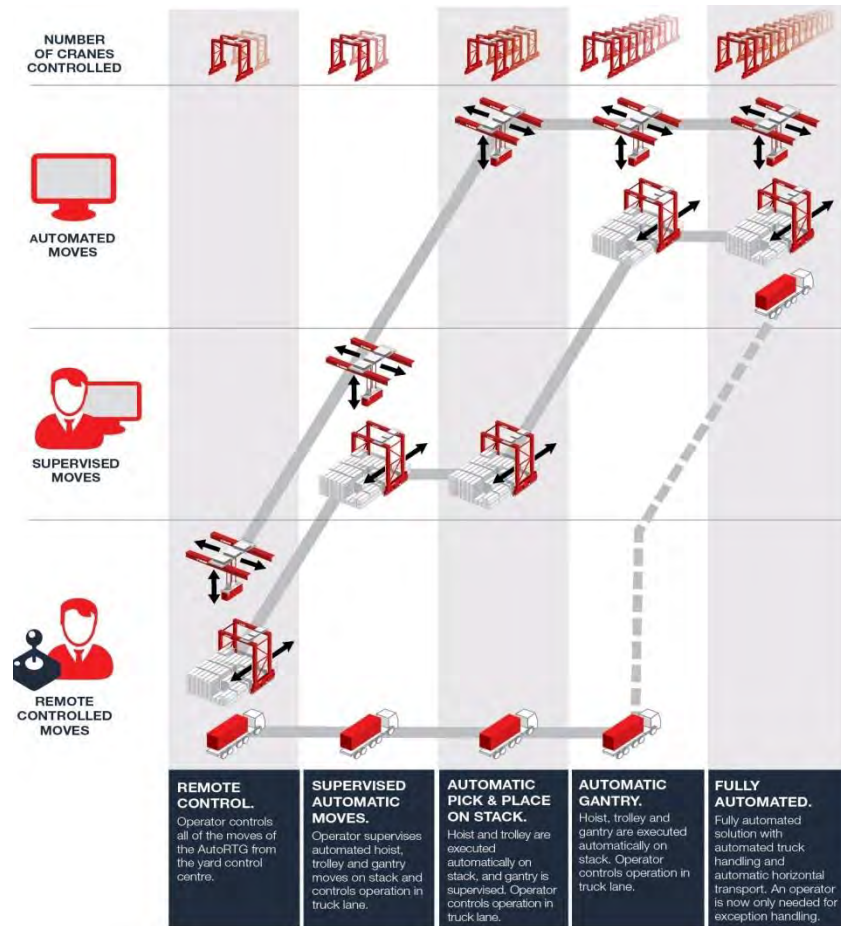 NUMBER
OF CRANES
CONTROLLED
AUTOMATED
MOVES
SUPERVISED
MOVES
REMOTE
CONTROLLED
MOVES
REMOTE
CONTROL.
Operator controls
all of the moves of
the AutoRTG from
the yard control
centre.
SUPERVISED
AUTOMATIC
MOVES.
Operator supervises
automated hoist,
trolley and gantry
moves on stack and
controls operation in
truck lane.
AUTOMATIC
PICK & PLACE
ON STACK.
Hoist and trolley are
executed
automatically on
stack, and gantry is
supervised. Operator
controls operation in
truck lane.
AUTOMATIC
GANTRY.
Hoist, trolley and
gantry are executed
automatically on
stack. Operator
controls operation in
truck lane.
FULLY
AUTOMATED.
Fully automated
solution with
automated truck
handling and
automatic horizontal
transport. An operator
is now only needed for
exception handling.